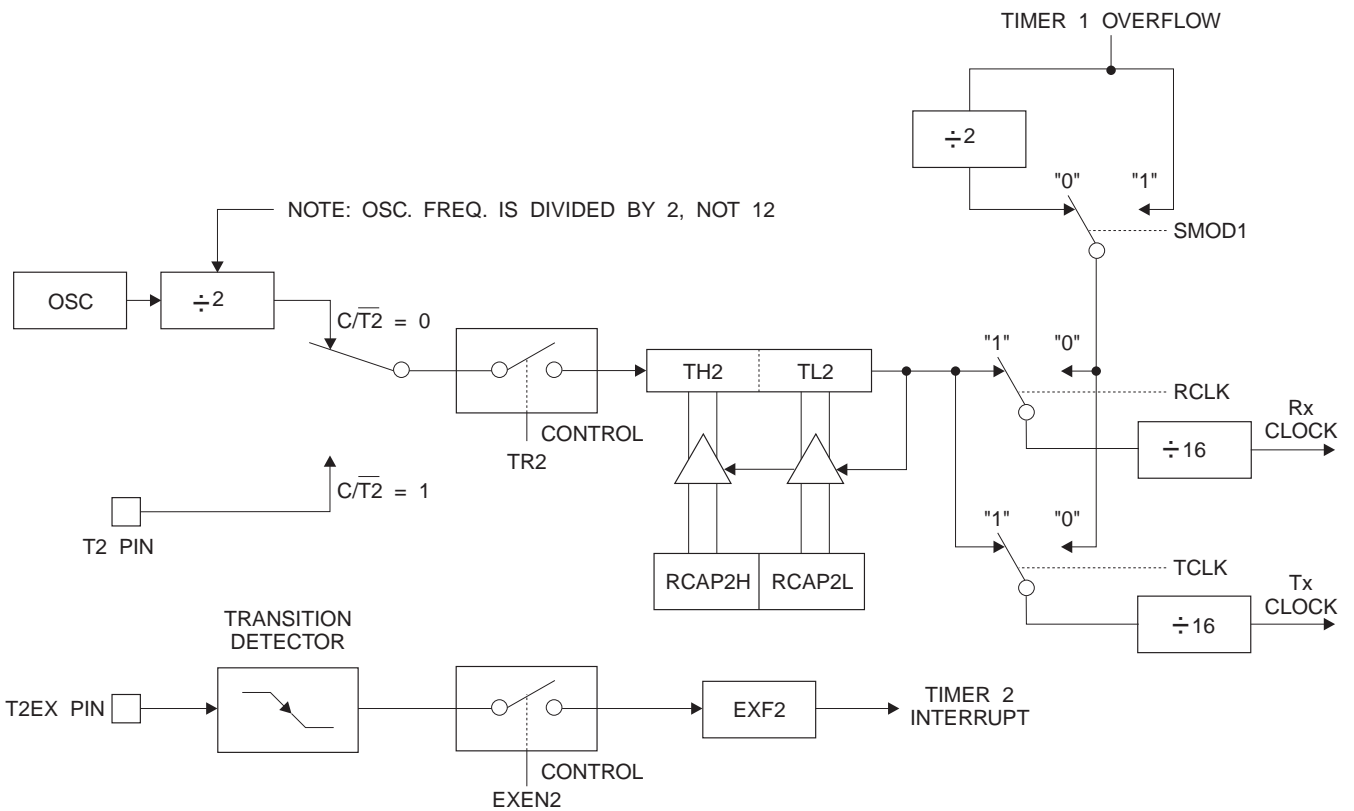 TIMER 1 OVERFLOW
÷2
"0" "1"
NOTE: OSC. FREQ. IS DIVIDED BY 2, NOT 12
SMOD1
OSC
÷2
C/T2̅ = 0
"1" "0"
TH2 TL2
RCLK
Rx
CLOCK
CONTROL
TR2
÷16
C/T2̅ = 1
T2 PIN
"1" "0"
RCAP2H RCAP2L
TCLK
Tx
CLOCK
÷16
TRANSITION
DETECTOR
T2EX PIN
EXF2
TIMER 2
INTERRUPT
CONTROL
EXEN2